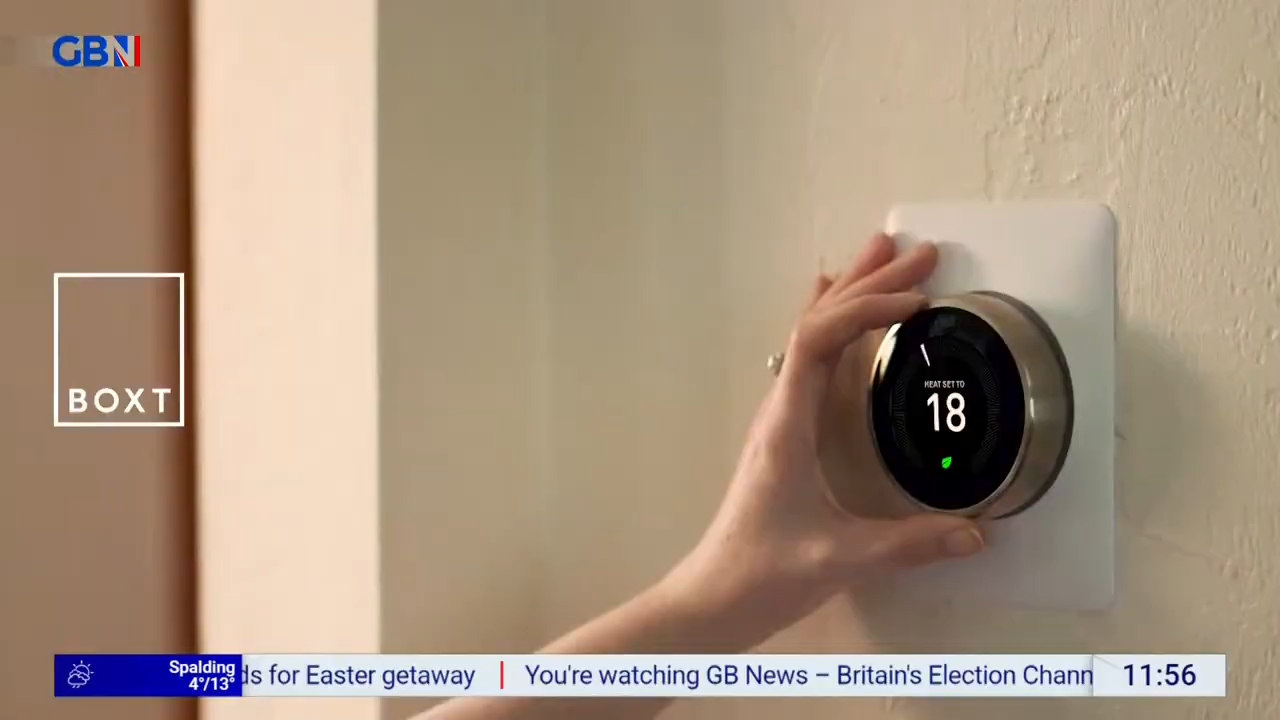 GBN
BOXT
HEAT SET TO
18
Spalding
4°/13°
ds for Easter getaway
You're watching GB News – Britain's Election Chann
11:56